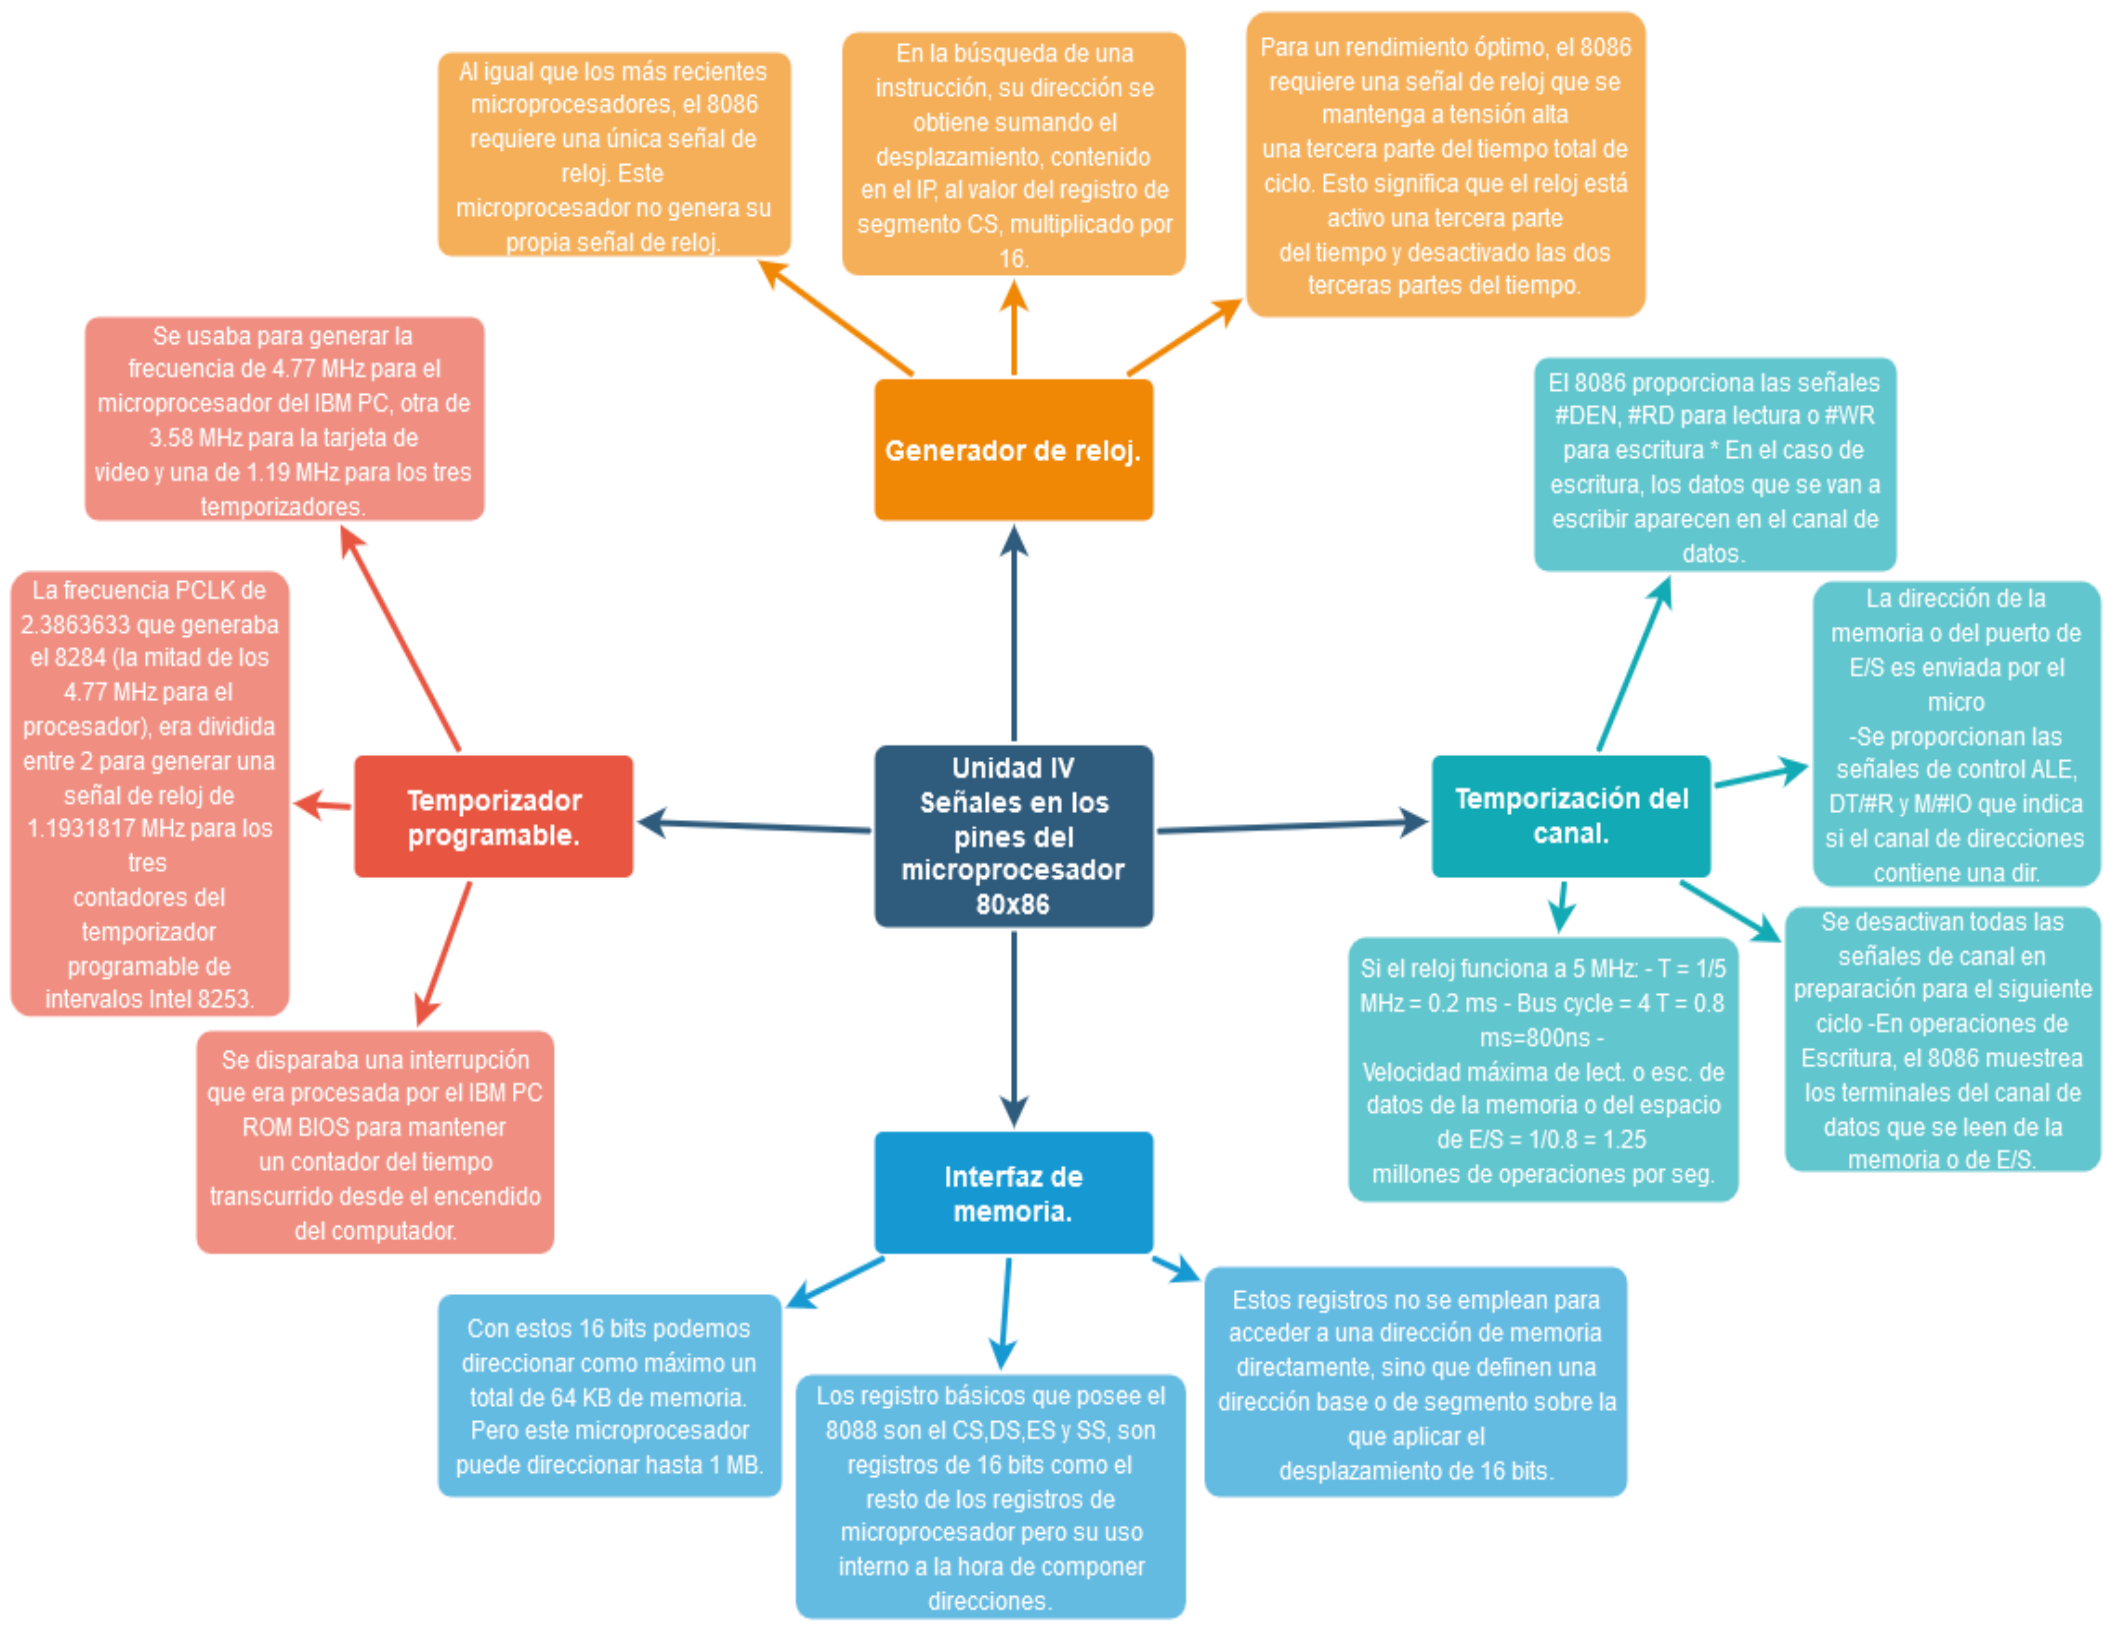 Al igual que los más recientes
microprocesadores, el 8086
requiere una única señal de
reloj. Este
microprocesador no genera su
propia señal de reloj.
En la búsqueda de una
instrucción, su dirección se
obtiene sumando el
desplazamiento, contenido
en el IP, al valor del registro de
segmento CS, multiplicado por
16.
Para un rendimiento óptimo, el 8086
requiere una señal de reloj que se
mantenga a tensión alta
una tercera parte del tiempo total de
ciclo. Esto significa que el reloj está
activo una tercera parte
del tiempo y desactivado las dos
terceras partes del tiempo.
Generador de reloj.
Se usaba para generar la
frecuencia de 4.77 MHz para el
microprocesador del IBM PC, otra de
3.58 MHz para la tarjeta de
video y una de 1.19 MHz para los tres
temporizadores.
La frecuencia PCLK de
2.3863633 que generaba
el 8284 (la mitad de los
4.77 MHz para el
procesador), era dividida
entre 2 para generar una
señal de reloj de
1.1931817 MHz para los
tres
contadores del
temporizador
programable de
intervalos Intel 8253.
Temporizador
programable.
Se disparaba una interrupción
que era procesada por el IBM PC
ROM BIOS para mantener
un contador del tiempo
transcurrido desde el encendido
del computador.
Unidad IV
Señales en los
pines del
microprocesador
80x86
El 8086 proporciona las señales
#DEN, #RD para lectura o #WR
para escritura * En el caso de
escritura, los datos que se van a
escribir aparecen en el canal de
datos.
La dirección de la
memoria o del puerto de
E/S es enviada por el
micro
-Se proporcionan las
señales de control ALE,
DT/#R y M/#IO que indica
si el canal de direcciones
contiene una dir.
Temporización del
canal.
Si el reloj funciona a 5 MHz: - T = 1/5
MHz = 0.2 ms - Bus cycle = 4 T = 0.8
ms=800ns -
Velocidad máxima de lect. o esc. de
datos de la memoria o del espacio
de E/S = 1/0.8 = 1.25
millones de operaciones por seg.
Se desactivan todas las
señales de canal en
preparación para el siguiente
ciclo -En operaciones de
Escritura, el 8086 muestrea
los terminales del canal de
datos que se leen de la
memoria o de E/S.
Interfaz de
memoria.
Con estos 16 bits podemos
direccionar como máximo un
total de 64 KB de memoria.
Pero este microprocesador
puede direccionar hasta 1 MB.
Los registro básicos que posee el
8088 son el CS,DS,ES y SS, son
registros de 16 bits como el
resto de los registros de
microprocesador pero su uso
interno a la hora de componer
direcciones.
Estos registros no se emplean para
acceder a una dirección de memoria
directamente, sino que definen una
dirección base o de segmento sobre la
que aplicar el
desplazamiento de 16 bits.